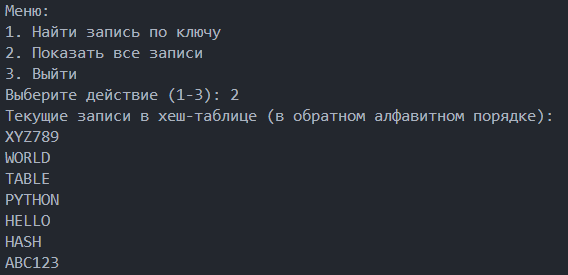 Меню:
1. Найти запись по ключу
2. Показать все записи
3. Выйти
Выберите действие (1-3): 2
Текущие записи в хеш-таблице (в обратном алфавитном порядке):
XYZ789
WORLD
TABLE
PYTHON
HELLO
HASH
ABC123